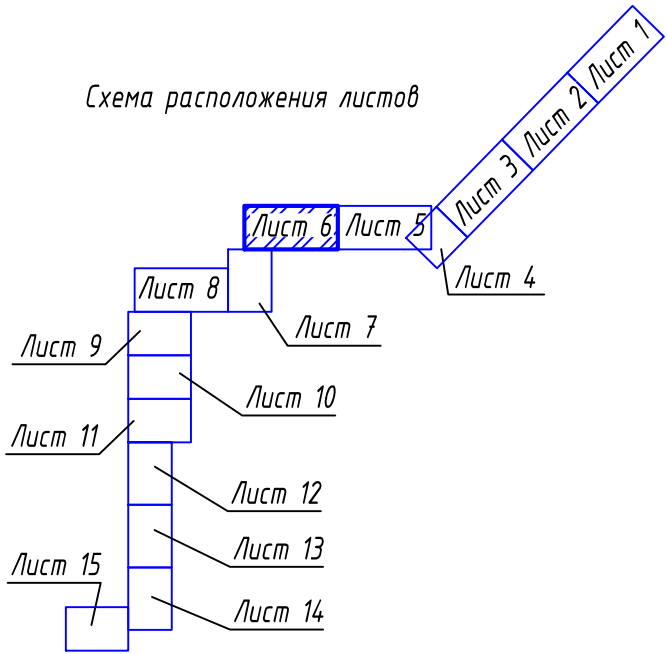 Лист 1
Схема расположения листов
Лист 2
Лист 3
Лист 6
Лист 5
Лист 4
Лист 8
Лист 7
Лист 9
Лист 10
Лист 11
Лист 12
Лист 13
Лист 15
Лист 14